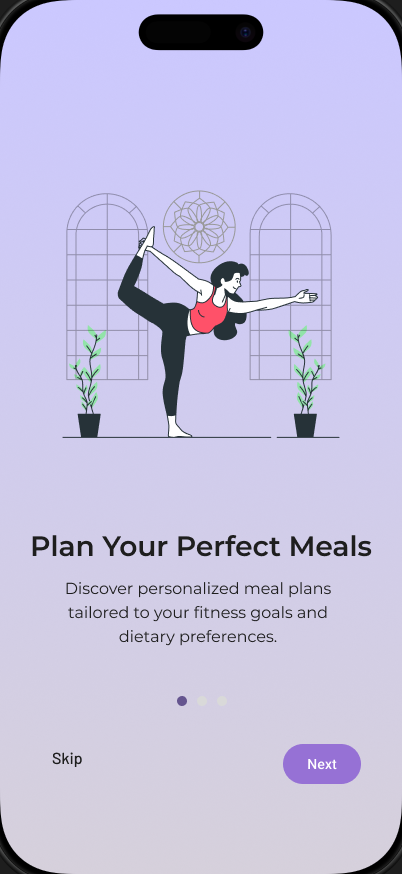 Plan Your Perfect Meals
Discover personalized meal plans
tailored to your fitness goals and
dietary preferences.
Skip
Next